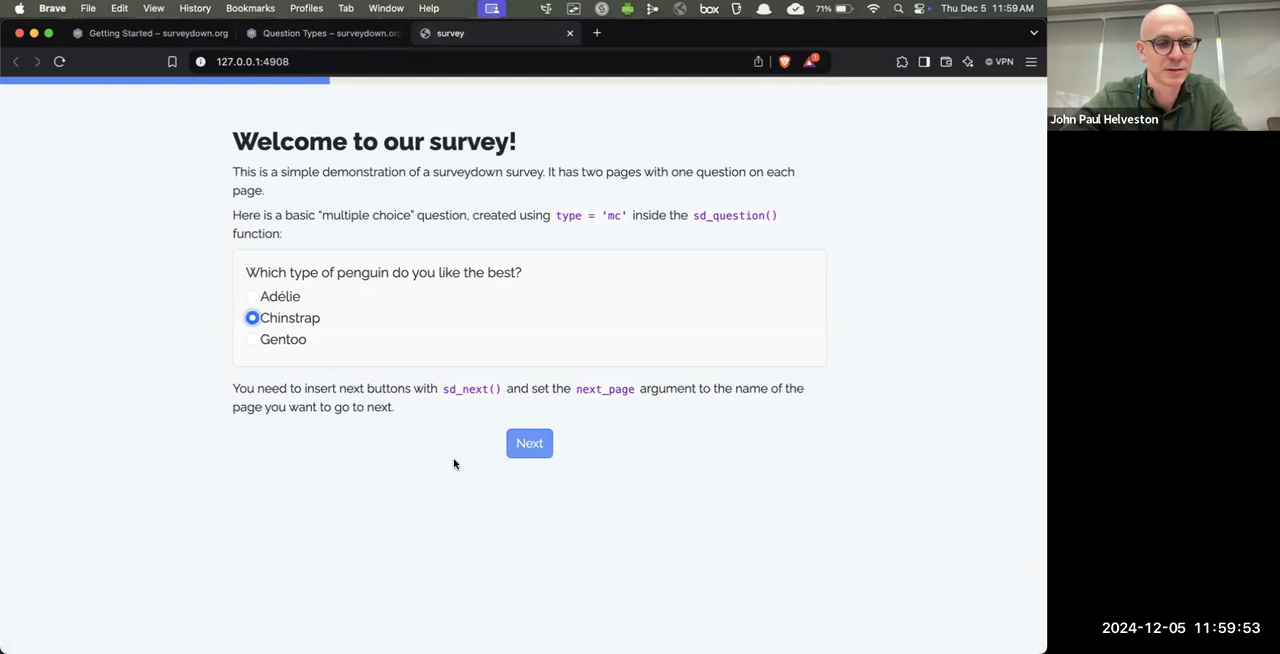 Brave File Edit View History Bookmarks Profiles Tab Window Help box 71% Thu Dec 5 11:59 AM
Getting Started – surveydown.org Question Types – surveydown.org survey
127.0.0.1:4908 1 VPN
John Paul Helveston
Welcome to our survey!
This is a simple demonstration of a surveydown survey. It has two pages with one question on each
page.
Here is a basic “multiple choice” question, created using type = 'mc' inside the sd_question()
function:
Which type of penguin do you like the best?
Adélie
Chinstrap
Gentoo
You need to insert next buttons with sd_next() and set the next_page argument to the name of the
page you want to go to next.
Next
2024-12-05 11:59:53